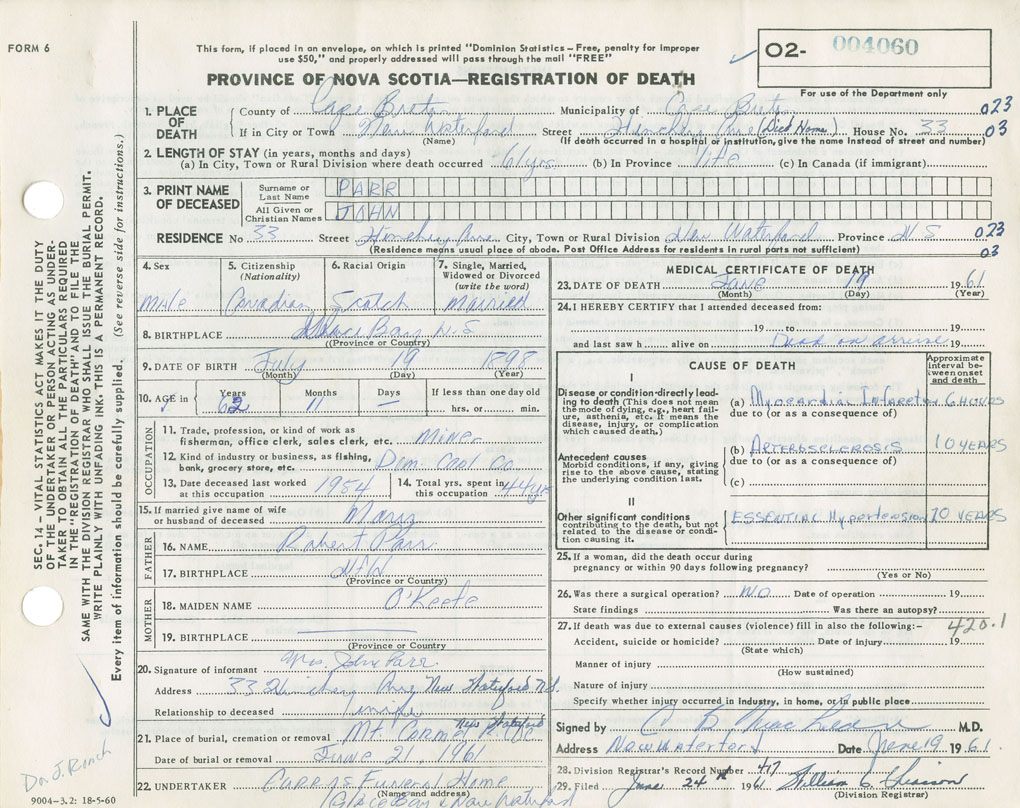 FORM 6
This form, if placed in an envelope, on which is printed "Dominion Statistics – Free, penalty for improper
use $50," and properly addressed will pass through the mail "FREE"
PROVINCE OF NOVA SCOTIA—REGISTRATION OF DEATH
O2- 004060
For use of the Department only
1. PLACE OF DEATH County of Cape Breton Municipality of Cape Breton 023
If in City or Town New Waterford Street Hinchey Ave (Died Home) House No. 33 03
(Name) (If death occurred in a hospital or institution, give the name instead of street and number)
2. LENGTH OF STAY (in years, months and days)
(a) In City, Town or Rural Division where death occurred 61 yrs (b) In Province life (c) In Canada (if immigrant)
3. PRINT NAME OF DECEASED
Surname or Last Name PARR
All Given or Christian Names JOHN
RESIDENCE No 33 Street Hinchey Ave City, Town or Rural Division New Waterford Province N S 023
(Residence means usual place of abode. Post Office Address for residents in rural parts not sufficient) 03
4. Sex male
5. Citizenship (Nationality) Canadian
6. Racial Origin Scotch
7. Single, Married, Widowed or Divorced (write the word) Married
8. BIRTHPLACE Glace Bay N.S
(Province or Country)
9. DATE OF BIRTH July 19 1898
(Month) (Day) (Year)
10. AGE in Years 62 Months 11 Days — If less than one day old hrs. or min.
OCCUPATION
11. Trade, profession, or kind of work as
fisherman, office clerk, sales clerk, etc. Miner
12. Kind of industry or business, as fishing,
bank, grocery store, etc. Dom. Coal Co
13. Date deceased last worked at this occupation 1954
14. Total yrs. spent in this occupation 44 yrs
15. If married give name of wife
or husband of deceased Mary
FATHER
16. NAME Robert Parr
17. BIRTHPLACE Nfld
(Province or Country)
MOTHER
18. MAIDEN NAME O'Keefe
19. BIRTHPLACE
(Province or Country)
20. Signature of informant Mrs. John Parr
Address 33 Hinchey Ave New Waterford N.S.
Relationship to deceased wife
21. Place of burial, cremation or removal Mt. Carmel New Waterford
Date of burial or removal June 21, 1961
22. UNDERTAKER Curry's Funeral Home
(Name and address)
Glace Bay & New Waterford
9004-3.2: 18-5-60
MEDICAL CERTIFICATE OF DEATH
23. DATE OF DEATH June 19 1961
(Month) (Day) (Year)
24. I HEREBY CERTIFY that I attended deceased from:
19 to 19
and last saw h alive on Dead on arrival 19
CAUSE OF DEATH
Approximate interval between onset and death
I
Disease or condition directly leading to death (This does not mean the mode of dying, e.g., heart failure, asthenia, etc. It means the disease, injury, or complication which caused death.)
(a) Myocardial Infarction 6 HOURS
due to (or as a consequence of)
Antecedent causes
Morbid conditions, if any, giving rise to the above cause, stating the underlying condition last.
(b) ARTERIOSCLEROSIS 10 YEARS
due to (or as a consequence of)
(c)
II
Other significant conditions
contributing to the death, but not related to the disease or condition causing it.
ESSENTIAL Hypertension 10 YEARS
25. If a woman, did the death occur during
pregnancy or within 90 days following pregnancy?
(Yes or No)
26. Was there a surgical operation? NO Date of operation 19
State findings Was there an autopsy?
27. If death was due to external causes (violence) fill in also the following:– 420.1
Accident, suicide or homicide? Date of injury 19
(State which)
Manner of injury
(How sustained)
Nature of injury
Specify whether injury occurred in industry, in home, or in public place
Signed by M.D.
Address New Waterford Date June 19 1961.
28. Division Registrar's Record Number 47
29. Filed June 24th 1961 William C Chiasson
(Division Registrar)
SEC. 14 – VITAL STATISTICS ACT MAKES IT THE DUTY
OF THE UNDERTAKER OR PERSON ACTING AS UNDER-
TAKER TO OBTAIN ALL THE PARTICULARS REQUIRED
IN THE "REGISTRATION OF DEATH" AND TO FILE THE
SAME WITH THE DIVISION REGISTRAR WHO SHALL ISSUE THE BURIAL PERMIT.
WRITE PLAINLY WITH UNFADING INK. THIS IS A PERMANENT RECORD.
Every item of information should be carefully supplied. (See reverse side for instructions.)